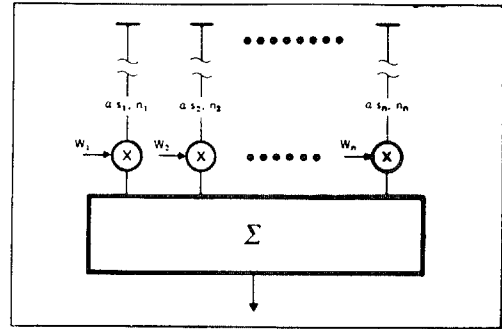 a s₁, n₁ a s₂, n₂ a sₙ, nₙ
W₁ X W₂ X Wₙ X
Σ